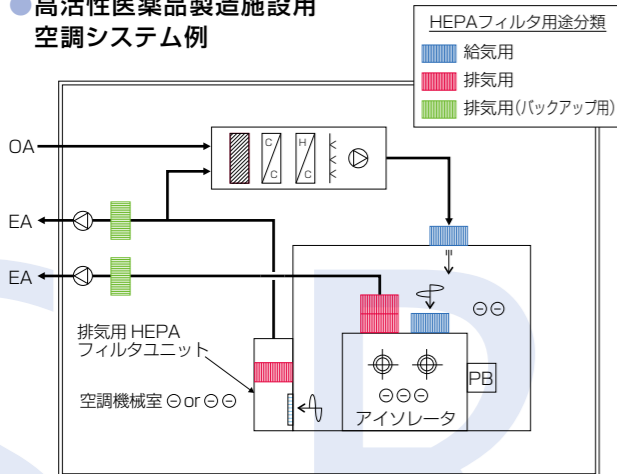 ●高活性医薬品製造施設用
空調システム例
HEPAフィルタ用途分類
給気用
排気用
排気用(バックアップ用)
OA
C/C
H/C
EA
EA
排気用 HEPA
フィルタユニット
空調機械室 ⊖ or ⊖⊖
⊖⊖
PB
⊖⊖⊖
アイソレータ